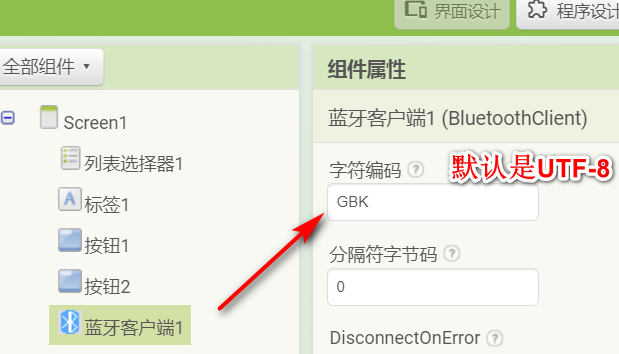 界面设计
程序设计
全部组件
组件属性
Screen1
蓝牙客户端1 (BluetoothClient)
列表选择器1
字符编码
默认是UTF-8
标签1
GBK
按钮1
分隔符字节码
按钮2
0
蓝牙客户端1
DisconnectOnError